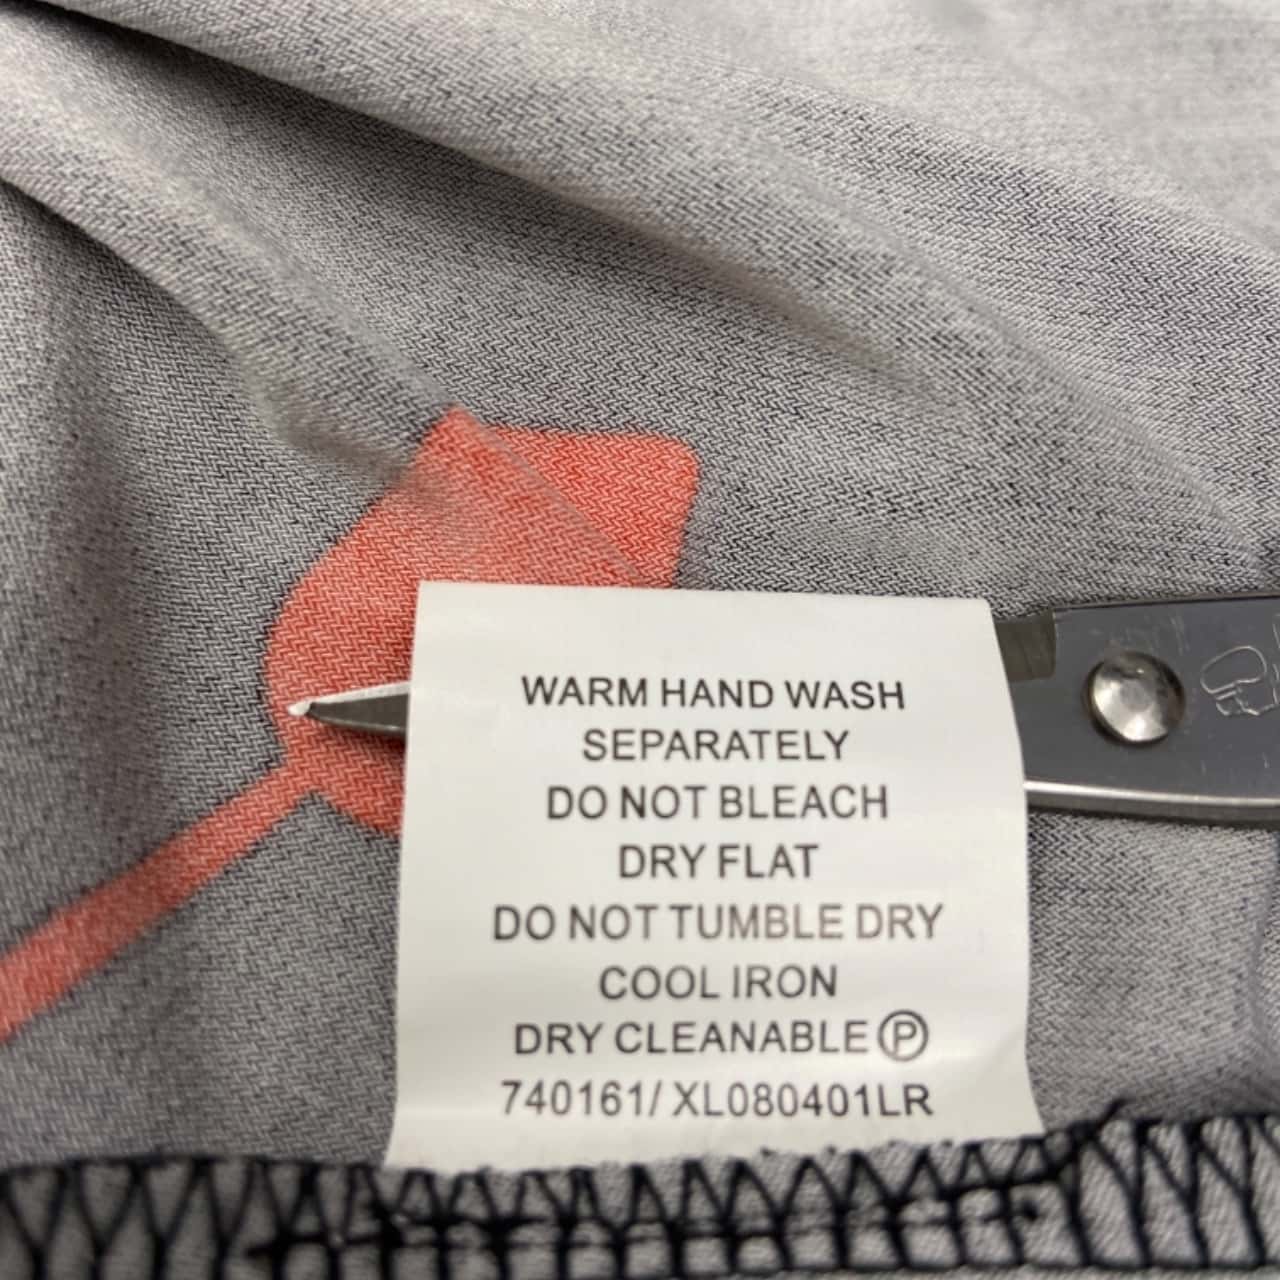 WARM HAND WASH
SEPARATELY
DO NOT BLEACH
DRY FLAT
DO NOT TUMBLE DRY
COOL IRON
DRY CLEANABLE Ⓟ
740161/ XL080401LR